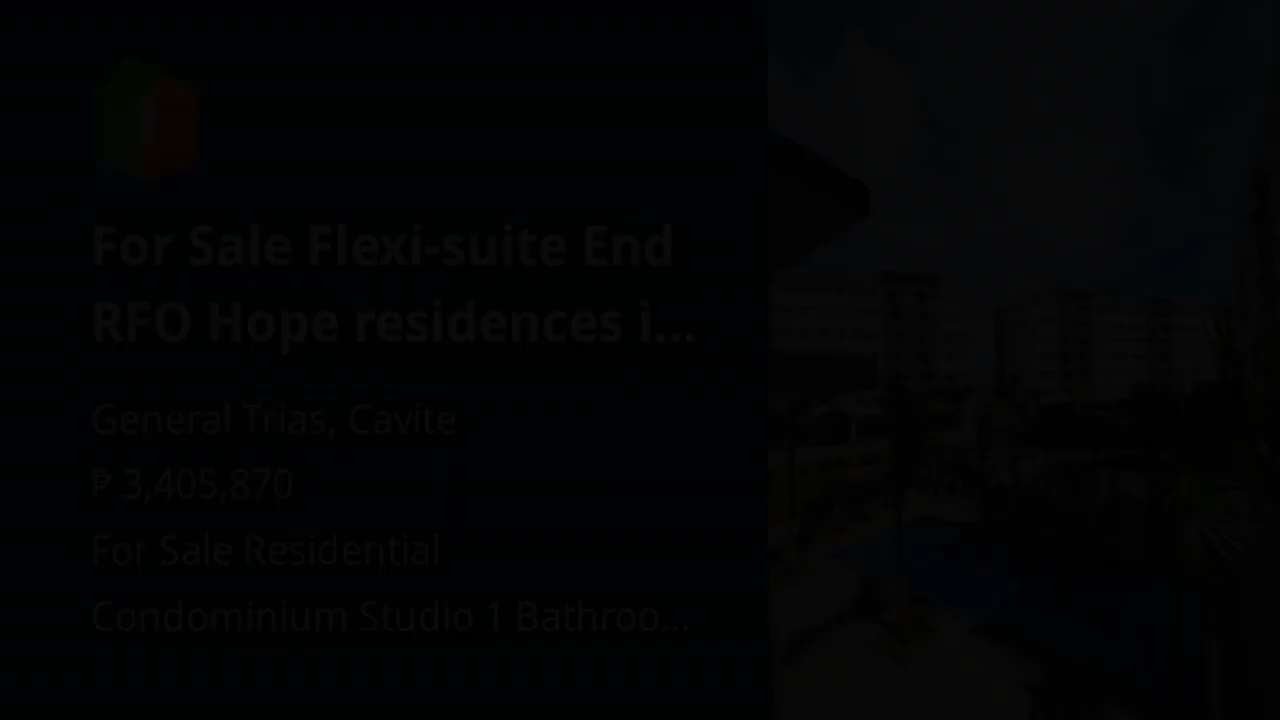 For Sale Flexi-suite End
RFO Hope residences i...
General Trias, Cavite
₱ 3,405,870
For Sale Residential
Condominium Studio 1 Bathroo...